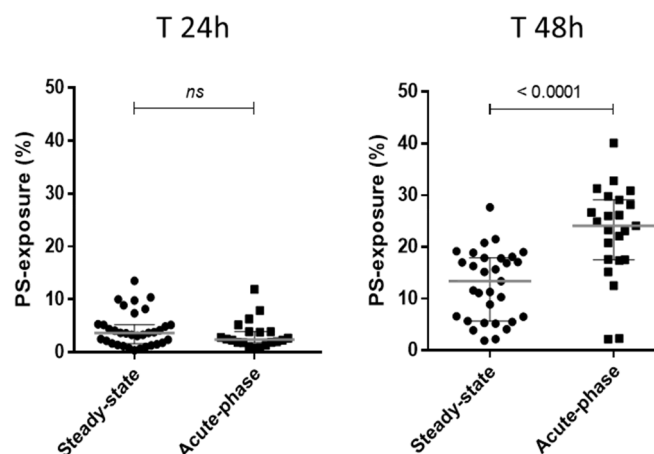 T 24h
T 48h
PS-exposure (%)
50
40
30
20
10
0
ns
Steady-state
Acute-phase
PS-exposure (%)
50
40
30
20
10
0
< 0.0001
Steady-state
Acute-phase